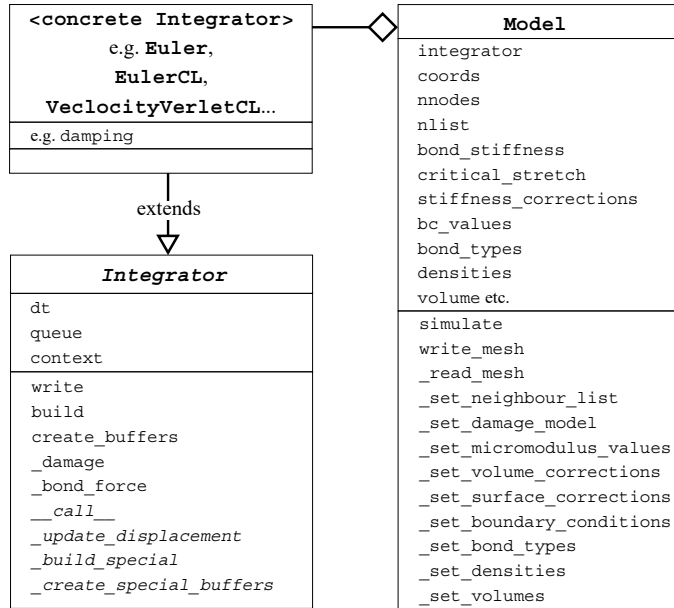 <concrete Integrator>
e.g. Euler,
EulerCL,
VeclocityVerletCL...
e.g. damping
extends
Integrator
dt
queue
context
write
build
create_buffers
_damage
_bond_force
__call__
_update_displacement
_build_special
_create_special_buffers
Model
integrator
coords
nnodes
nlist
bond_stiffness
critical_stretch
stiffness_corrections
bc_values
bond_types
densities
volume etc.
simulate
write_mesh
_read_mesh
_set_neighbour_list
_set_damage_model
_set_micromodulus_values
_set_volume_corrections
_set_surface_corrections
_set_boundary_conditions
_set_bond_types
_set_densities
_set_volumes